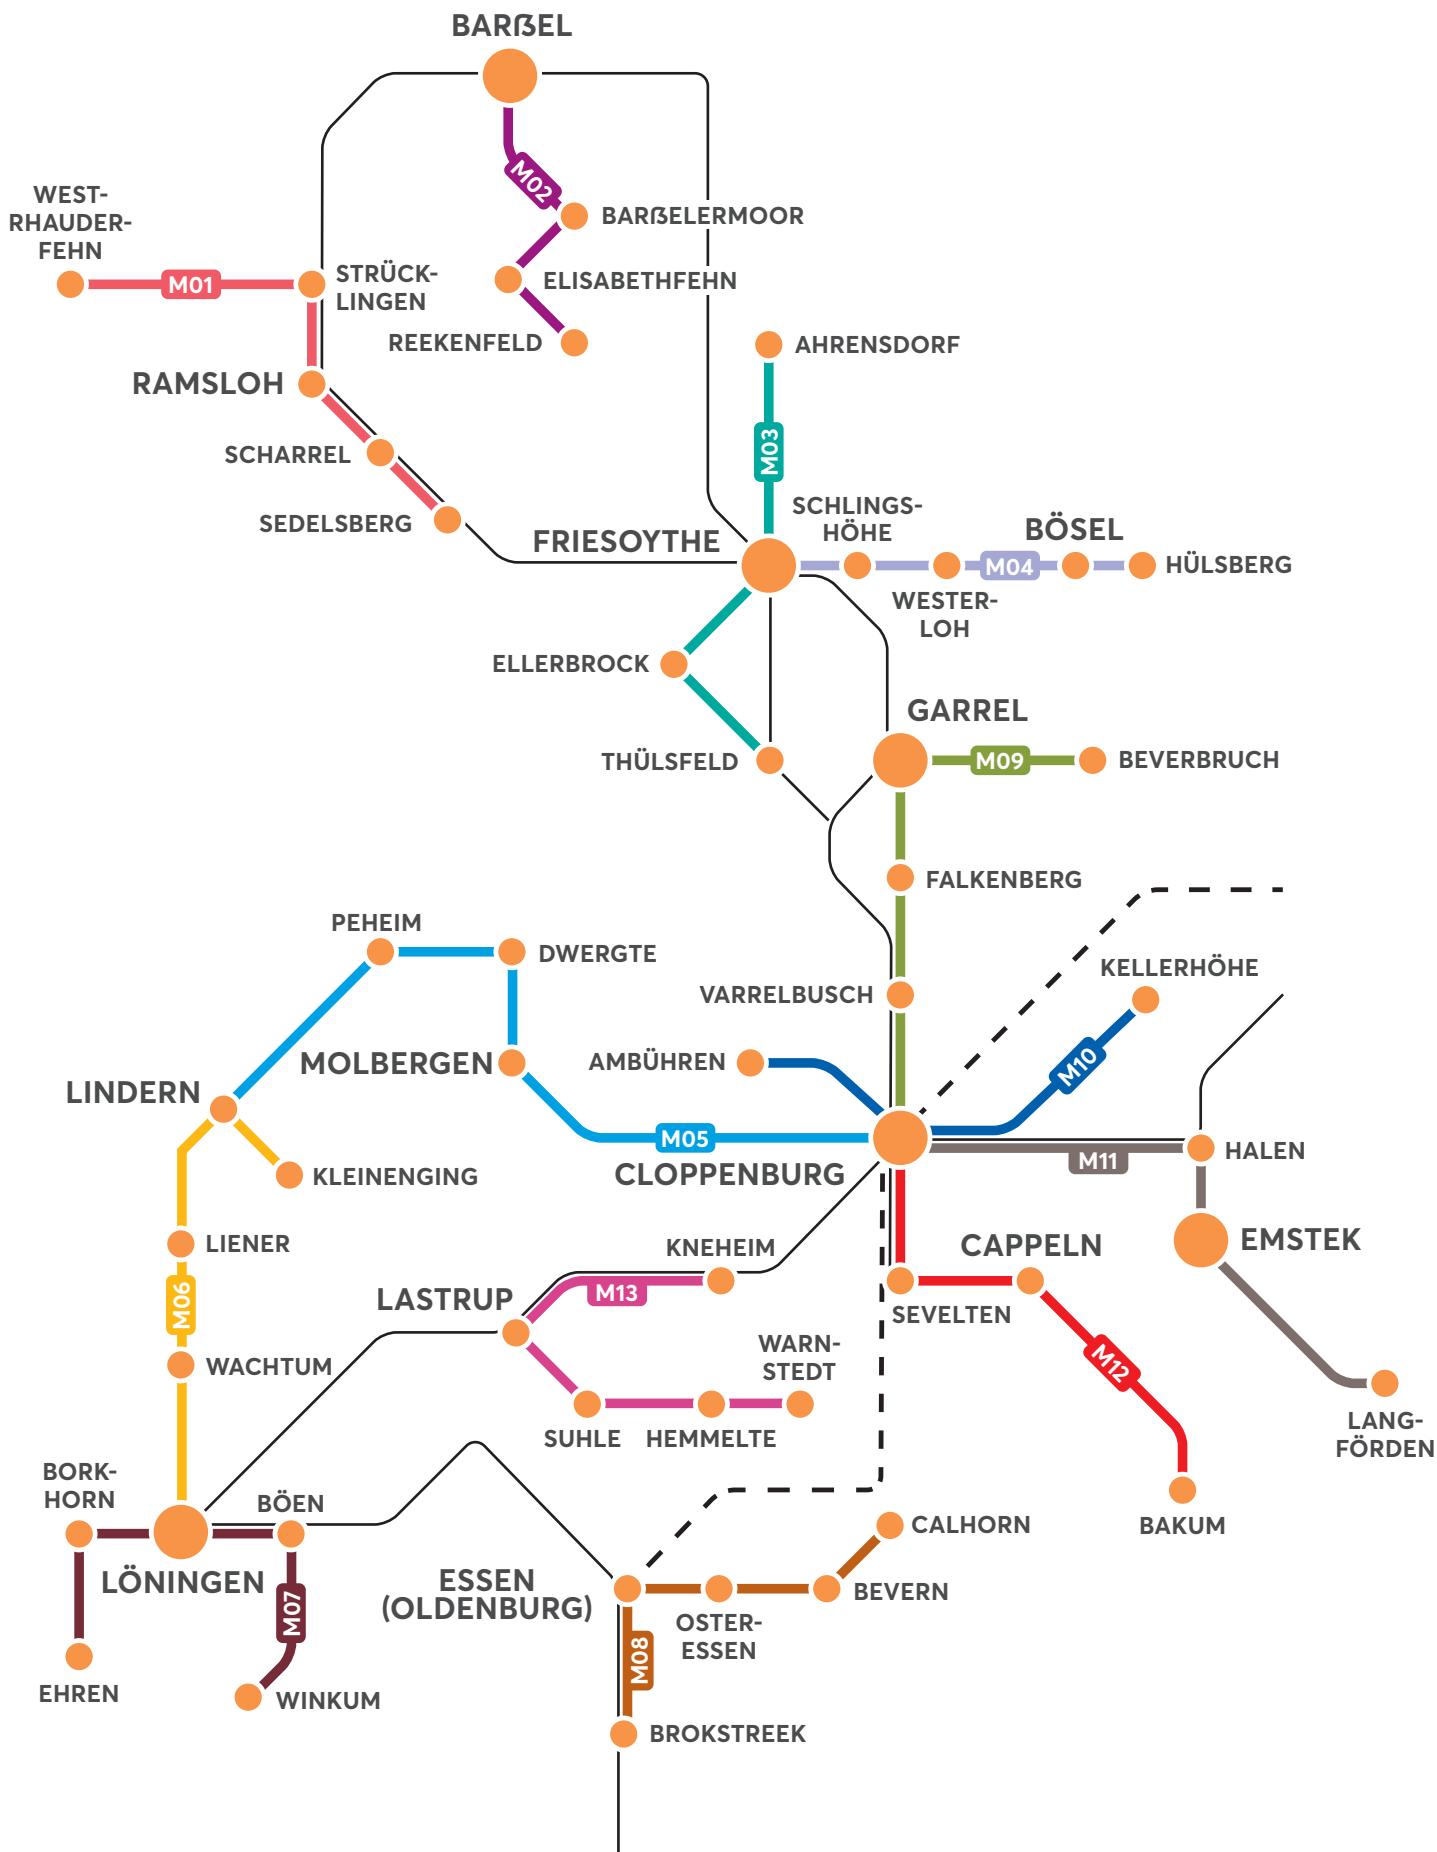 BARßEL
M02
WEST-
RHAUDER-
FEHN
BARßELERMOOR
M01
STRÜCK-
LINGEN
ELISABETHFEHN
REEKENFELD
AHRENSDORF
RAMSLOH
SCHARREL
M03
SEDELSBERG
SCHLINGS-
HÖHE
BÖSEL
FRIESOYTHE
M04
HÜLSBERG
WESTER-
LOH
ELLERBROCK
GARREL
THÜLSFELD
M09
BEVERBRUCH
FALKENBERG
PEHEIM
DWERGTE
KELLERHÖHE
VARRELBUSCH
AMBÜHREN
MOLBERGEN
M10
LINDERN
M05
CLOPPENBURG
M11
HALEN
KLEINENGING
LIENER
KNEHEIM
CAPPELN
EMSTEK
M06
LASTRUP
M13
SEVELTEN
WACHTUM
WARN-
STEDT
M12
SUHLE
HEMMELTE
LANG-
FÖRDEN
BORK-
HORN
BÖEN
CALHORN
BAKUM
LÖNINGEN
ESSEN
(OLDENBURG)
BEVERN
M07
OSTER-
ESSEN
M08
EHREN
WINKUM
BROKSTREEK